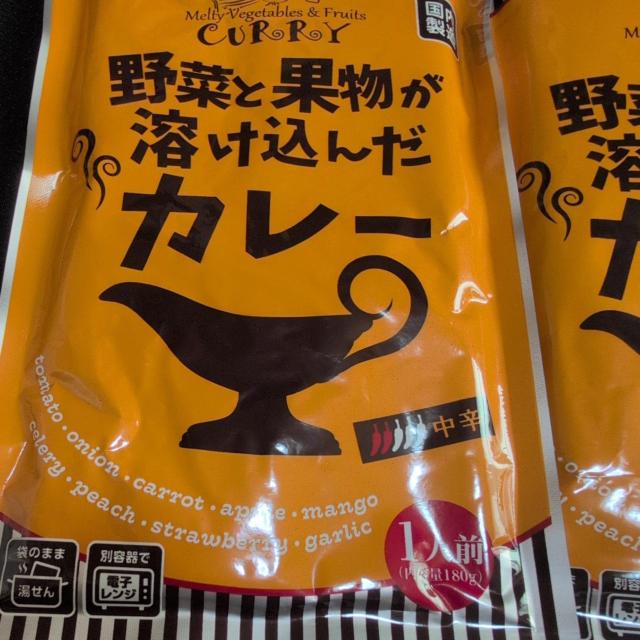 Melty Vegetables & Fruits
CURRY
国内
製
野菜と果物が
溶け込んだ
カレー
中辛
tomato・onion・carrot・apple・mango
celery・peach・strawberry・garlic
1人前
(内容量180g)
袋のまま
湯せん
別容器で
電子
レンジ
M
野
溶
peac